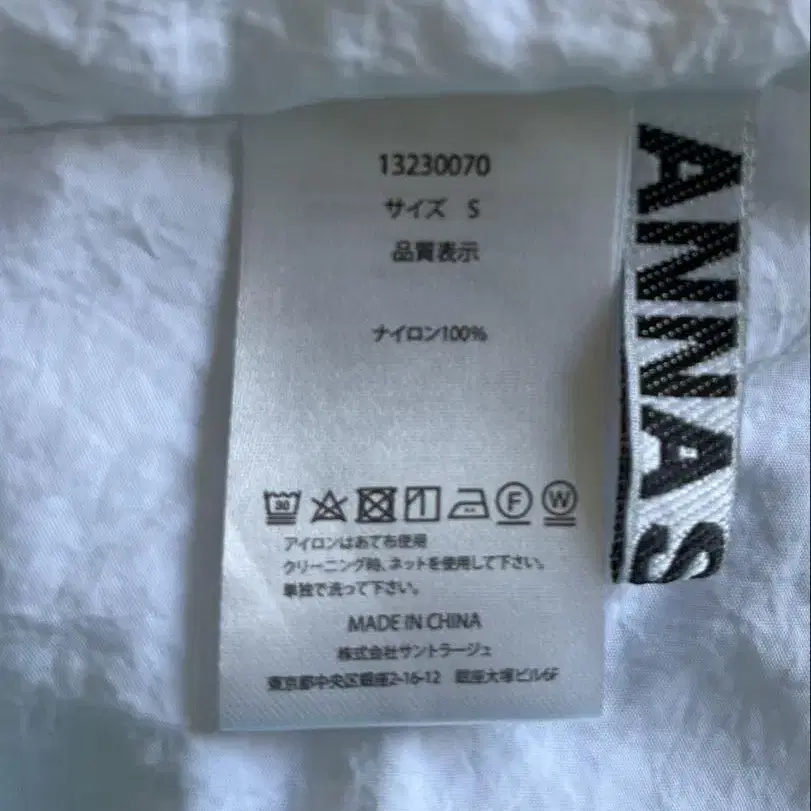 13230070
サイズ S
品質表示
ナイロン100%
30
F
W
アイロンはあて布使用
クリーニング時、ネットを使用して下さい。
単独で洗って下さい。
MADE IN CHINA
株式会社サントラージュ
東京都中央区銀座2-16-12 銀座大塚ビル6F
ANNA S